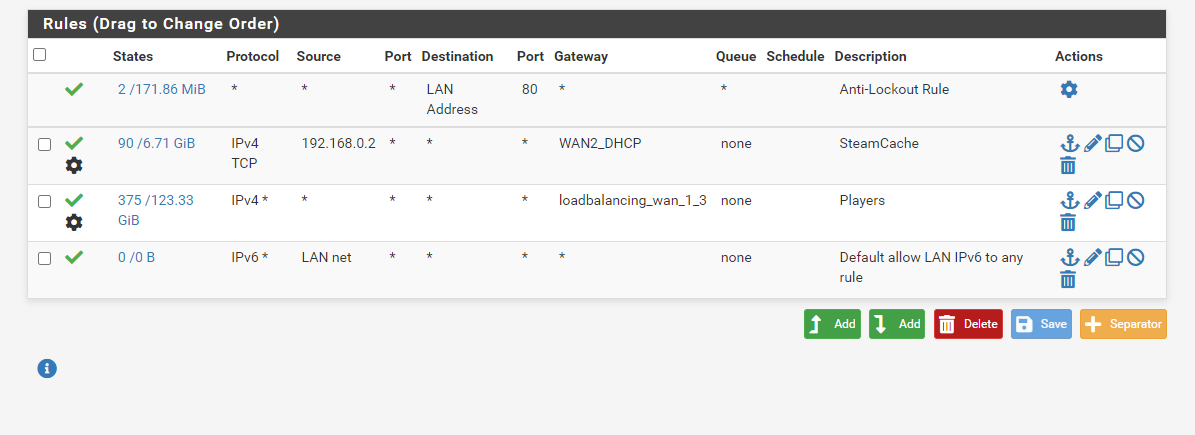 Rules (Drag to Change Order)
States Protocol Source Port Destination Port Gateway Queue Schedule Description Actions
2 /171.86 MiB * * * LAN Address 80 * * Anti-Lockout Rule
90 /6.71 GiB IPv4 TCP 192.168.0.2 * * * WAN2_DHCP none SteamCache
375 /123.33 GiB IPv4 * * * * * loadbalancing_wan_1_3 none Players
0 /0 B IPv6 * LAN net * * * * none Default allow LAN IPv6 to any rule
Add Add Delete Save Separator